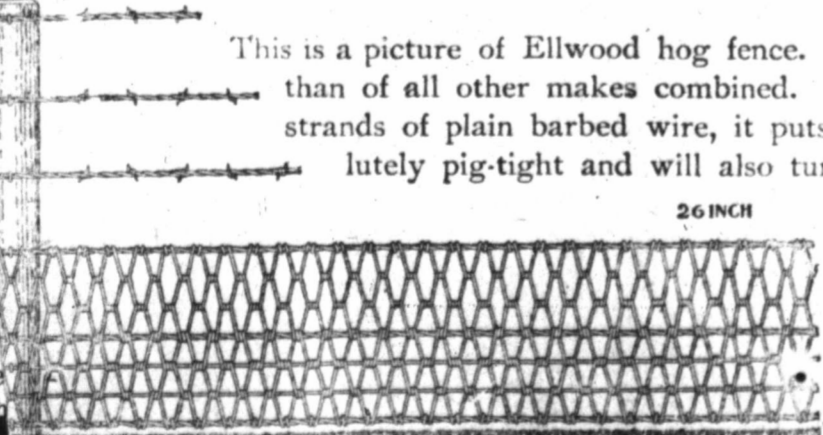 This is a picture of Ellwood hog fence.
than of all other makes combined.
strands of plain barbed wire, it puts
lutely pig-tight and will also tur
26 INCH